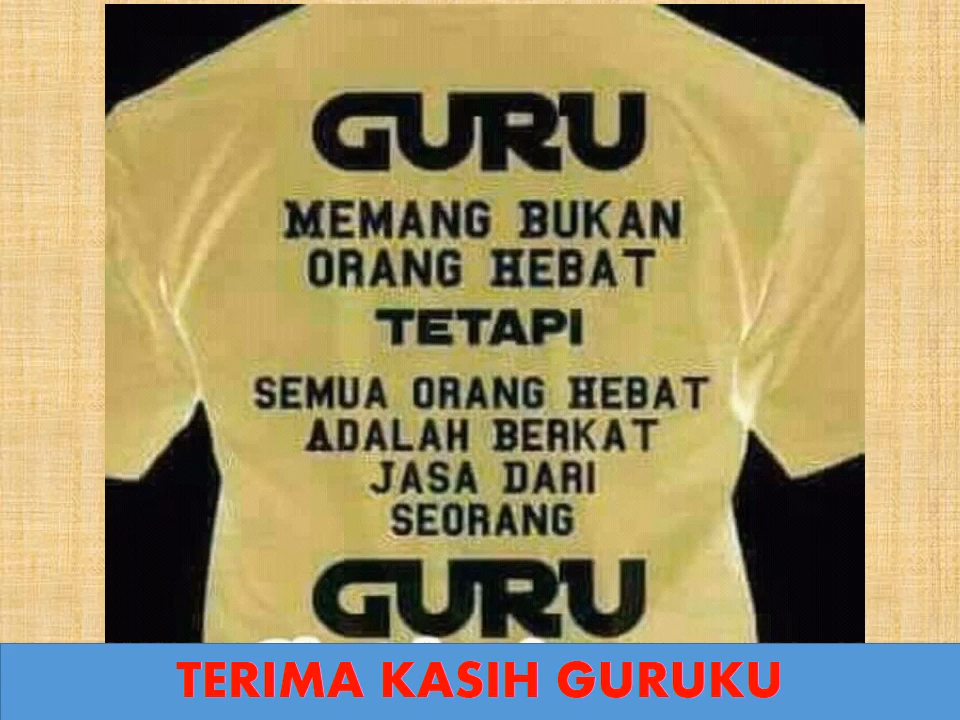 GURU
MEMANG BUKAN
ORANG HEBAT
TETAPI
SEMUA ORANG HEBAT
ADALAH BERKAT
JASA DARI
SEORANG
GURU
TERIMA KASIH GURUKU